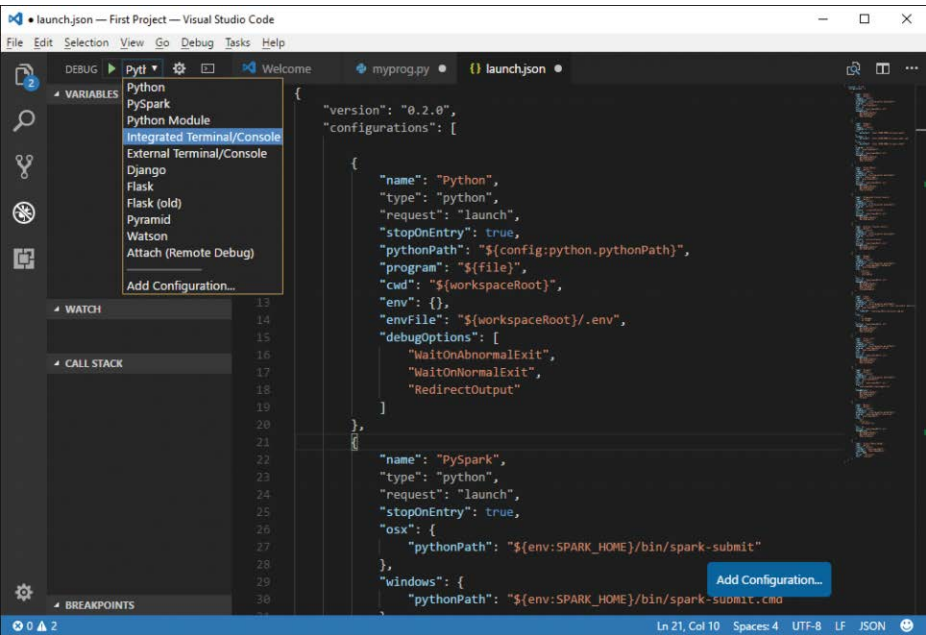 ● launch.json — First Project — Visual Studio Code
File Edit Selection View Go Debug Tasks Help
DEBUG Pytl
Welcome
myprog.py ●
{} launch.json ●
2
VARIABLES
Python
PySpark
Python Module
Integrated Terminal/Console
External Terminal/Console
Django
Flask
Flask (old)
Pyramid
Watson
Attach (Remote Debug)
Add Configuration...
WATCH
CALL STACK
BREAKPOINTS
{
"version": "0.2.0",
"configurations": [
{
"name": "Python",
"type": "python",
"request": "launch",
"stopOnEntry": true,
"pythonPath": "${config:python.pythonPath}",
"program": "${file}",
"cwd": "${workspaceRoot}",
13 "env": {},
14 "envFile": "${workspaceRoot}/.env",
15 "debugOptions": [
16 "WaitOnAbnormalExit",
17 "WaitOnNormalExit",
18 "RedirectOutput"
19 ]
20 },
21 {
22 "name": "PySpark",
23 "type": "python",
24 "request": "launch",
25 "stopOnEntry": true,
26 "osx": {
27 "pythonPath": "${env:SPARK_HOME}/bin/spark-submit"
28 },
29 "windows": {
30 "pythonPath": "${env:SPARK_HOME}/bin/spark-submit.cmd
Add Configuration...
0 2
Ln 21, Col 10 Spaces: 4 UTF-8 LF JSON